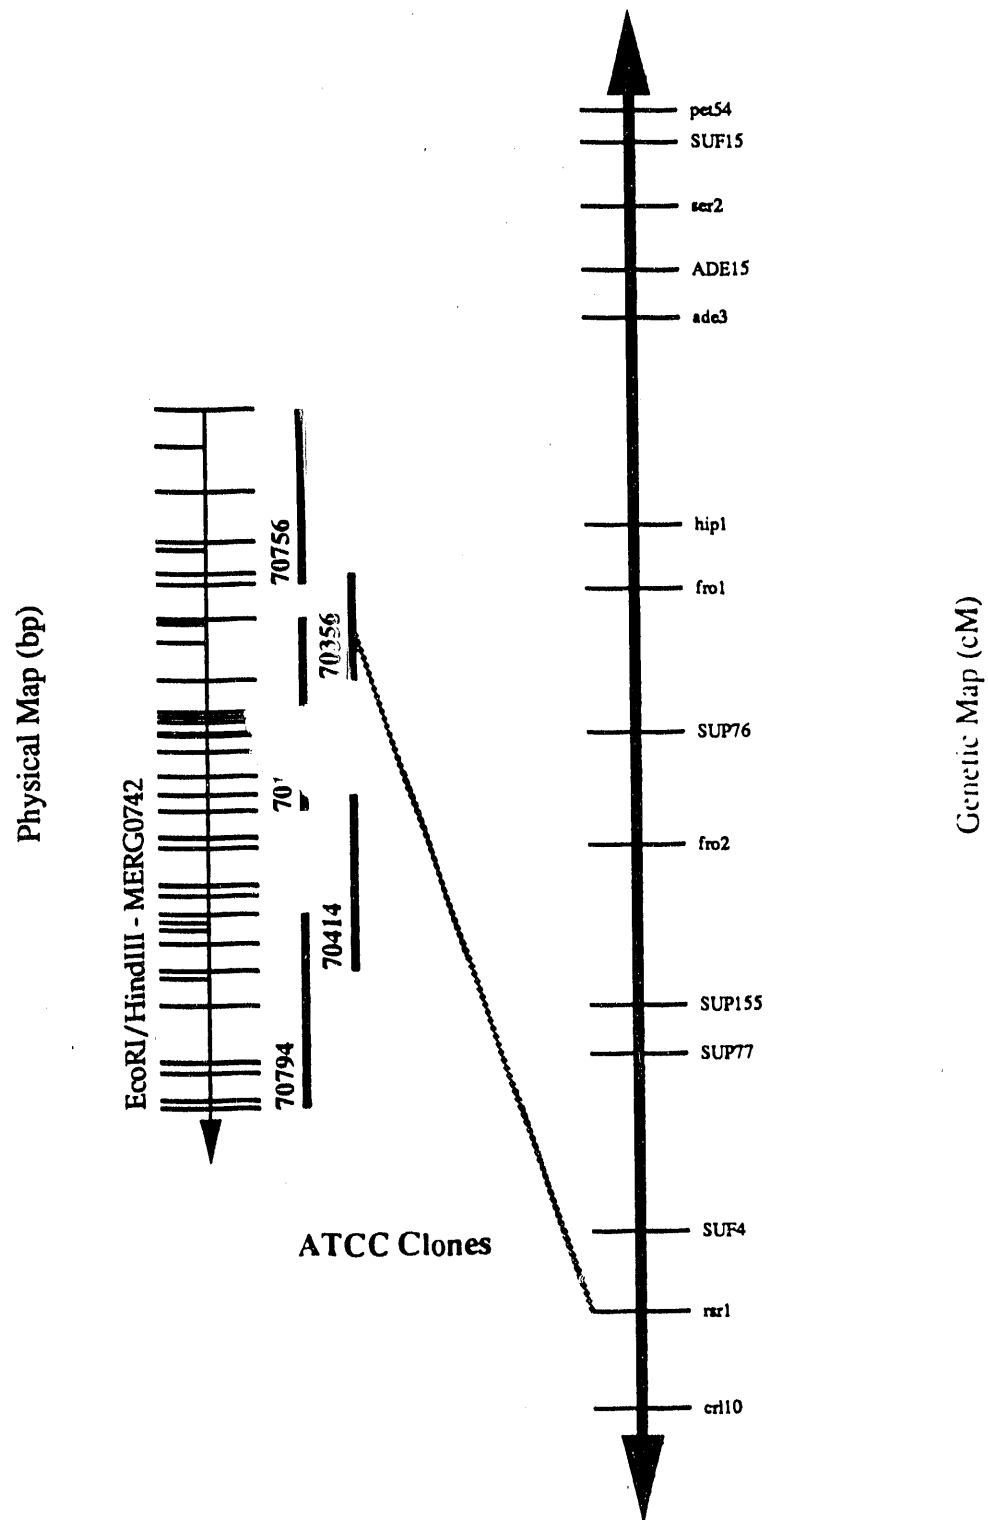 Physical Map (bp)
EcoRI/HindIII - MERG0742
70756
70356
70414
70794
ATCC Clones
pet54
SUF15
ser2
ADE15
ade3
hip1
fro1
SUP76
fro2
SUP155
SUP77
SUF4
rsr1
crl10
Genetic Map (cM)